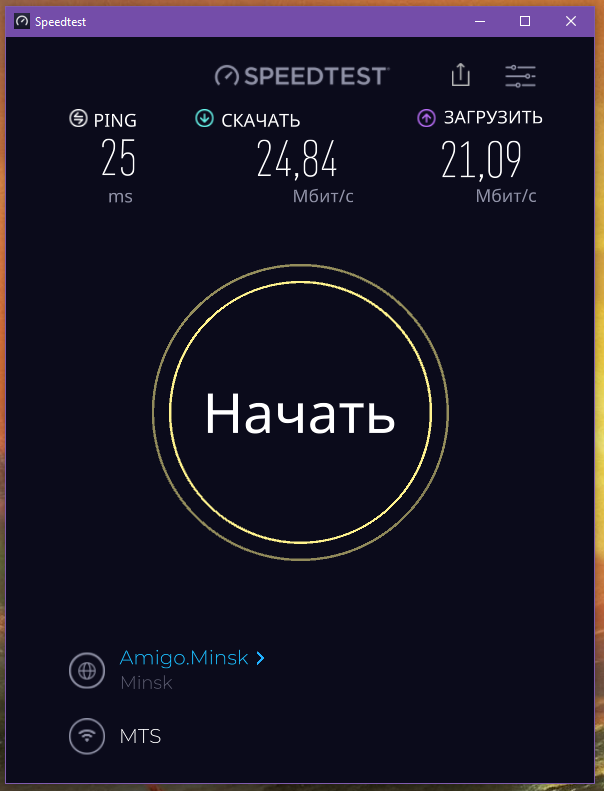 Speedtest
SPEEDTEST
PING
СКАЧАТЬ
ЗАГРУЗИТЬ
25
24,84
21,09
ms
Мбит/с
Мбит/с
Начать
Amigo.Minsk
Minsk
MTS